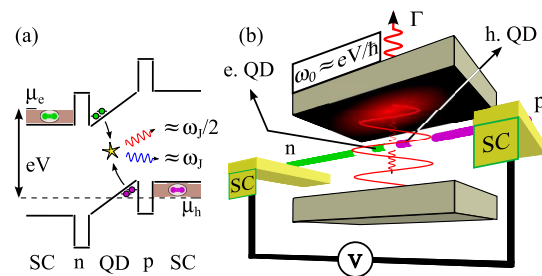 (a)
μe
eV
≈ωJ/2
≈ωJ
μh
SC n QD p SC
(b)
ω0≈eV/ħ
Γ
h. QD
e. QD
p
n
SC
SC
V